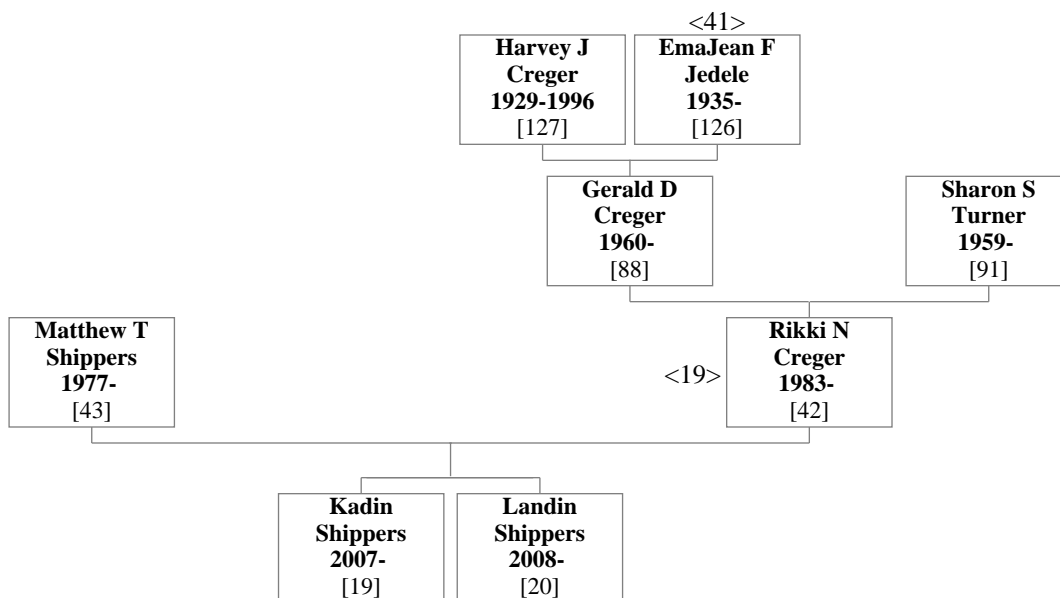 <41>
Harvey J
Creger
1929-1996
[127]
EmaJean F
Jedele
1935-
[126]
Gerald D
Creger
1960-
[88]
Sharon S
Turner
1959-
[91]
Matthew T
Shippers
1977-
[43]
<19>
Rikki N
Creger
1983-
[42]
Kadin
Shippers
2007-
[19]
Landin
Shippers
2008-
[20]